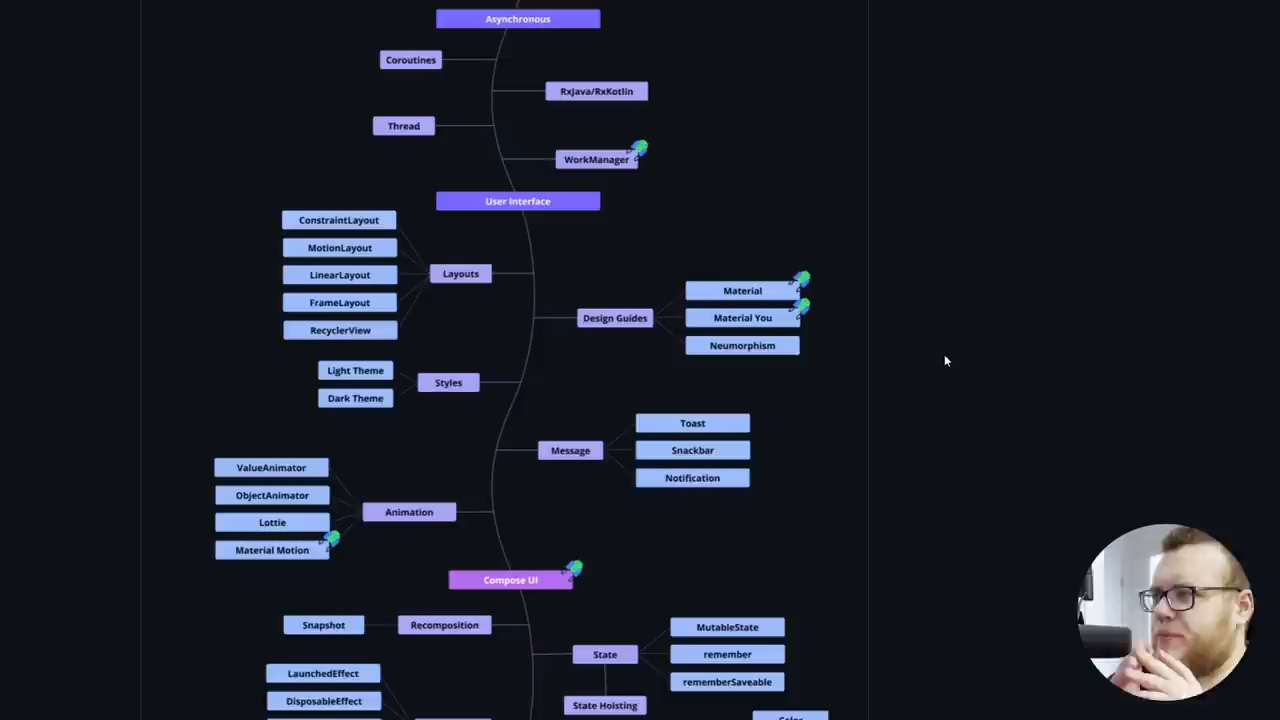 Asynchronous
Coroutines
RxJava/RxKotlin
Thread
WorkManager
User Interface
ConstraintLayout
MotionLayout
LinearLayout
FrameLayout
RecyclerView
Layouts
Design Guides
Material
Material You
Neumorphism
Light Theme
Dark Theme
Styles
Message
Toast
Snackbar
Notification
ValueAnimator
ObjectAnimator
Lottie
Material Motion
Animation
Compose UI
Snapshot
Recomposition
State
MutableState
remember
rememberSaveable
State Hoisting
LaunchedEffect
DisposableEffect